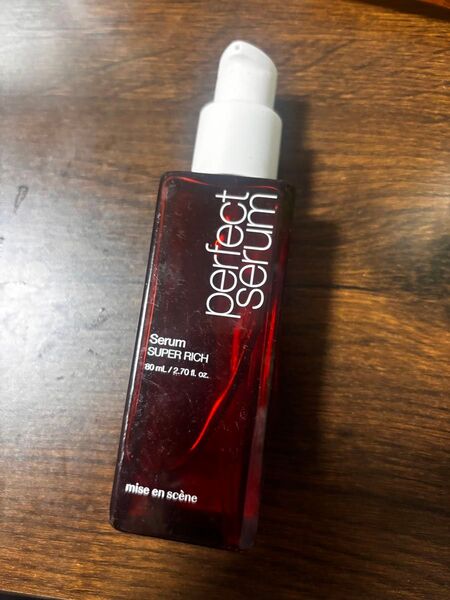 perfect
serum
Serum
SUPER RICH
80 mL / 2.70 fl. oz.
mise en scène